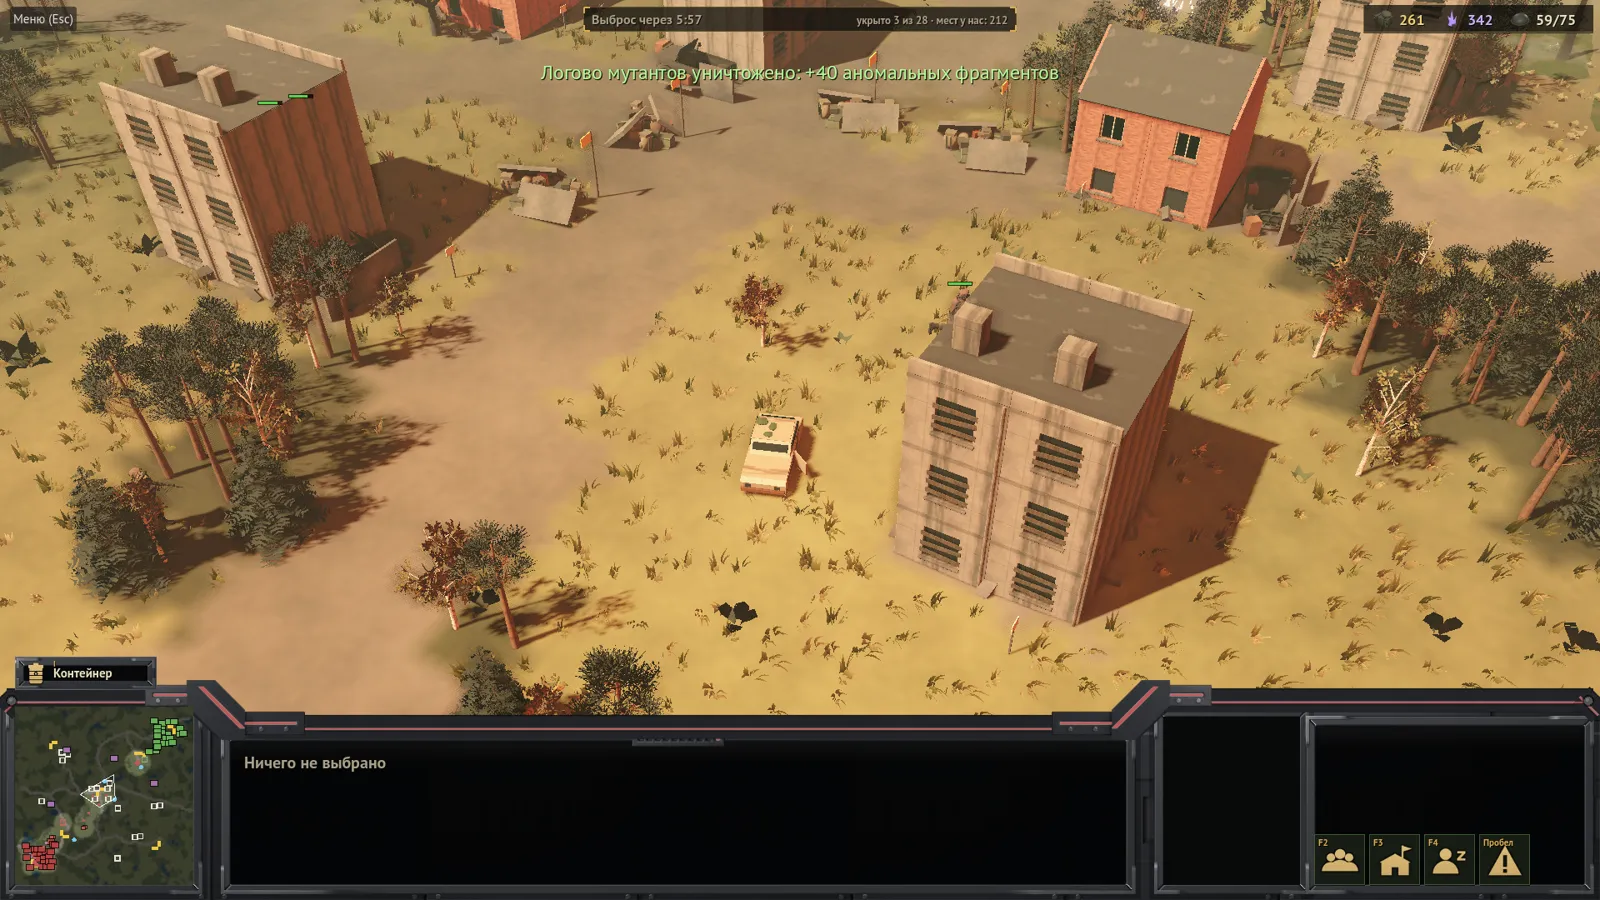 Меню (Esc)
Выброс через 5:57
укрыто 3 из 28 · мест у нас: 212
261
342
59/75
Логово мутантов уничтожено: +40 аномальных фрагментов
Контейнер
Ничего не выбрано
F2
F3
F4
Пробел
z